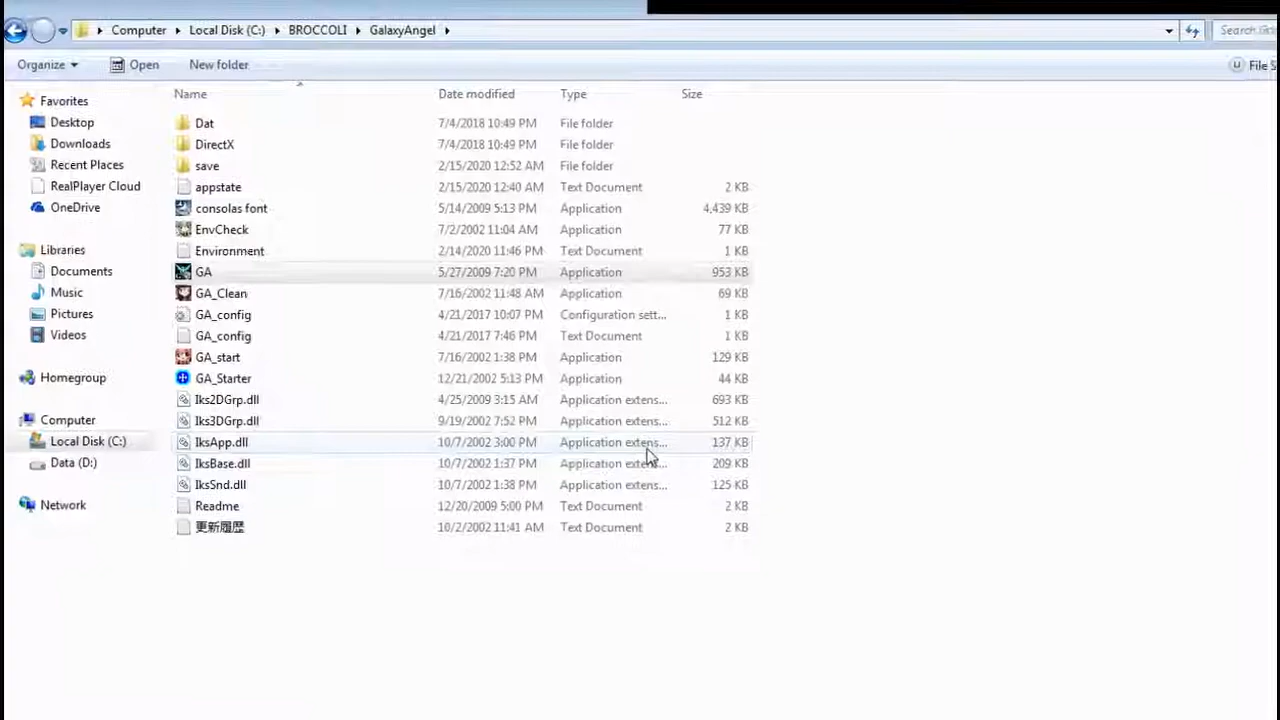 Computer Local Disk (C:) BROCCOLI GalaxyAngel
Organize Open New folder
Name Date modified Type Size
Favorites
Desktop
Downloads
Recent Places
RealPlayer Cloud
OneDrive
Libraries
Documents
Music
Pictures
Videos
Homegroup
Computer
Local Disk (C:)
Data (D:)
Network
Dat 7/4/2018 10:49 PM File folder
DirectX 7/4/2018 10:49 PM File folder
save 2/15/2020 12:52 AM File folder
appstate 2/15/2020 12:40 AM Text Document 2 KB
consolas font 5/14/2009 5:13 PM Application 4,439 KB
EnvCheck 7/2/2002 11:04 AM Application 77 KB
Environment 2/14/2020 11:46 PM Text Document 1 KB
GA 5/27/2009 7:20 PM Application 953 KB
GA_Clean 7/16/2002 11:48 AM Application 69 KB
GA_config 4/21/2017 10:07 PM Configuration sett... 1 KB
GA_config 4/21/2017 7:46 PM Text Document 1 KB
GA_start 7/16/2002 1:38 PM Application 129 KB
GA_Starter 12/21/2002 5:13 PM Application 44 KB
Iks2DGrp.dll 4/25/2009 3:15 AM Application extens... 693 KB
Iks3DGrp.dll 9/19/2002 7:52 PM Application extens... 512 KB
IksApp.dll 10/7/2002 3:00 PM Application extens... 137 KB
IksBase.dll 10/7/2002 1:37 PM Application extens... 209 KB
IksSnd.dll 10/7/2002 1:38 PM Application extens... 125 KB
Readme 12/20/2009 5:00 PM Text Document 2 KB
更新履歴 10/2/2002 11:41 AM Text Document 2 KB